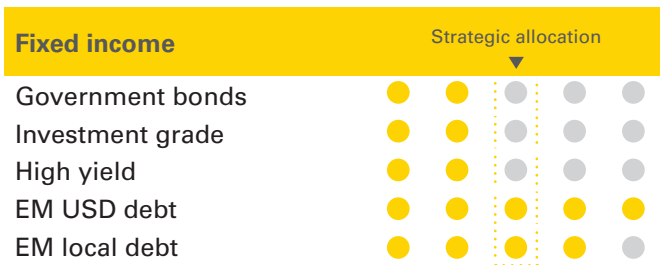 Fixed income
Strategic allocation
Government bonds
Investment grade
High yield
EM USD debt
EM local debt